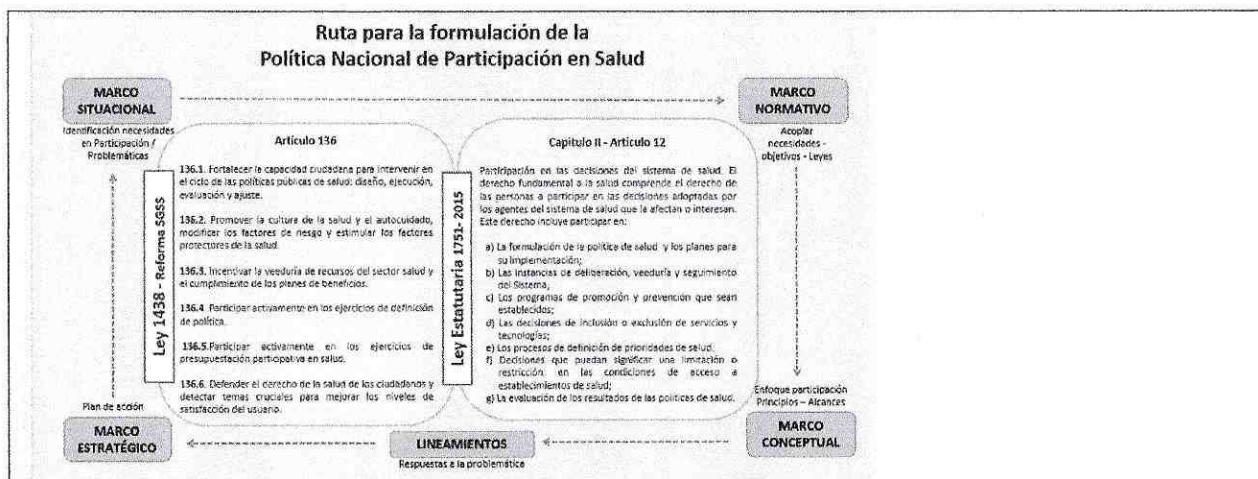 Ruta para la formulación de la
Política Nacional de Participación en Salud
MARCO
SITUACIONAL
Identificación necesidades
en Participación /
Problemáticas
MARCO
NORMATIVO
Acoplar
necesidades -
objetivos - Leyes
Ley 1438 - Reforma SGSS
Artículo 136
136.1. Fortalecer la capacidad ciudadana para intervenir en
el ciclo de las políticas públicas de salud: diseño, ejecución,
evaluación y ajuste.
136.2. Promover la cultura de la salud y el autocuidado,
modificar los factores de riesgo y estimular los factores
protectores de la salud.
136.3. Incentivar la veeduría de recursos del sector salud y
el cumplimiento de los planes de beneficios.
136.4. Participar activamente en los ejercicios de definición
de política.
136.5. Participar activamente en los ejercicios de
presupuestación participativa en salud.
136.6. Defender el derecho de la salud de los ciudadanos y
detectar temas cruciales para mejorar los niveles de
satisfacción del usuario.
Ley Estatutaria 1751- 2015
Capítulo II - Artículo 12
Participación en las decisiones del sistema de salud. El
derecho fundamental a la salud comprende el derecho de
las personas a participar en las decisiones adoptadas por
los agentes del sistema de salud que la afectan o interesan.
Este derecho incluye participar en:
a) La formulación de la política de salud y los planes para
su implementación;
b) Las instancias de deliberación, veeduría y seguimiento
del Sistema;
c) Los programas de promoción y prevención que sean
establecidos;
d) Las decisiones de inclusión o exclusión de servicios y
tecnologías;
e) Los procesos de definición de prioridades de salud.
f) Decisiones que puedan significar una limitación o
restricción en las condiciones de acceso a
establecimientos de salud;
g) La evaluación de los resultados de las políticas de salud.
Plan de acción
MARCO
ESTRATÉGICO
LINEAMIENTOS
Respuestas a la problemática
Enfoque participación
Principios – Alcances
MARCO
CONCEPTUAL